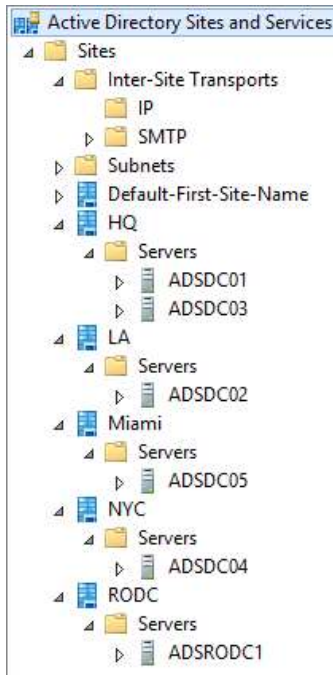 Active Directory Sites and Services
Sites
Inter-Site Transports
IP
SMTP
Subnets
Default-First-Site-Name
HQ
Servers
ADSDC01
ADSDC03
LA
Servers
ADSDC02
Miami
Servers
ADSDC05
NYC
Servers
ADSDC04
RODC
Servers
ADSRODC1